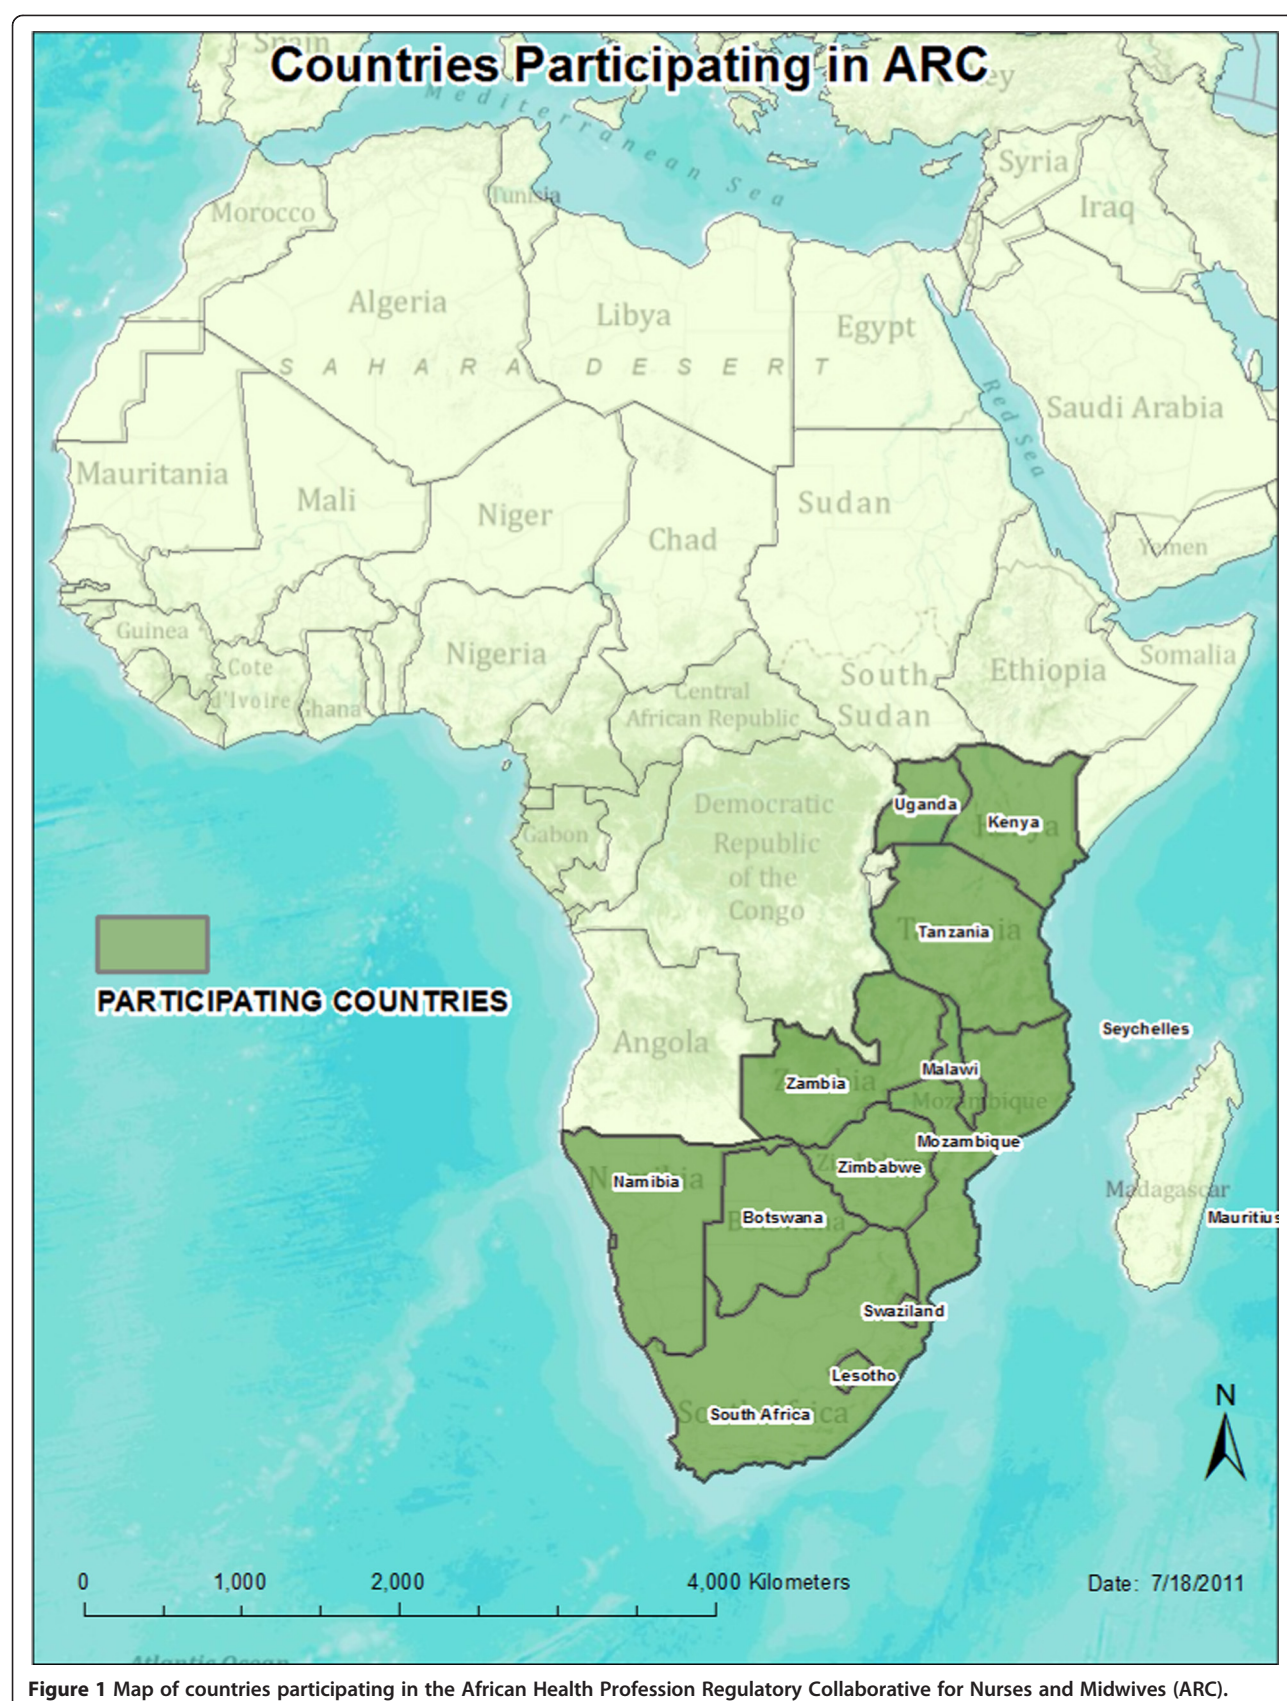 Spain
Countries Participating in ARC
Mediterranean Sea
Syria
Tunisia
Iraq
Morocco
Algeria
Libya
Egypt
SAHARA DESERT
Red Sea
Saudi Arabia
Mauritania
Mali
Niger
Sudan
Chad
Yemen
Guinea
Nigeria
Somalia
Cote
d'Ivoire
Ghana
South
Sudan
Ethiopia
Central
African Republic
Uganda
Kenya
Democratic
Republic
of the
Congo
Gabon
Tanzania
PARTICIPATING COUNTRIES
Seychelles
Angola
Malawi
Zambia
Mozambique
Mozambique
Zimbabwe
Namibia
Madagascar
Botswana
Mauritius
Swaziland
Lesotho
South Africa
N
0 1,000 2,000 4,000 Kilometers
Date: 7/18/2011
Atlantic Ocean
Figure 1 Map of countries participating in the African Health Profession Regulatory Collaborative for Nurses and Midwives (ARC).